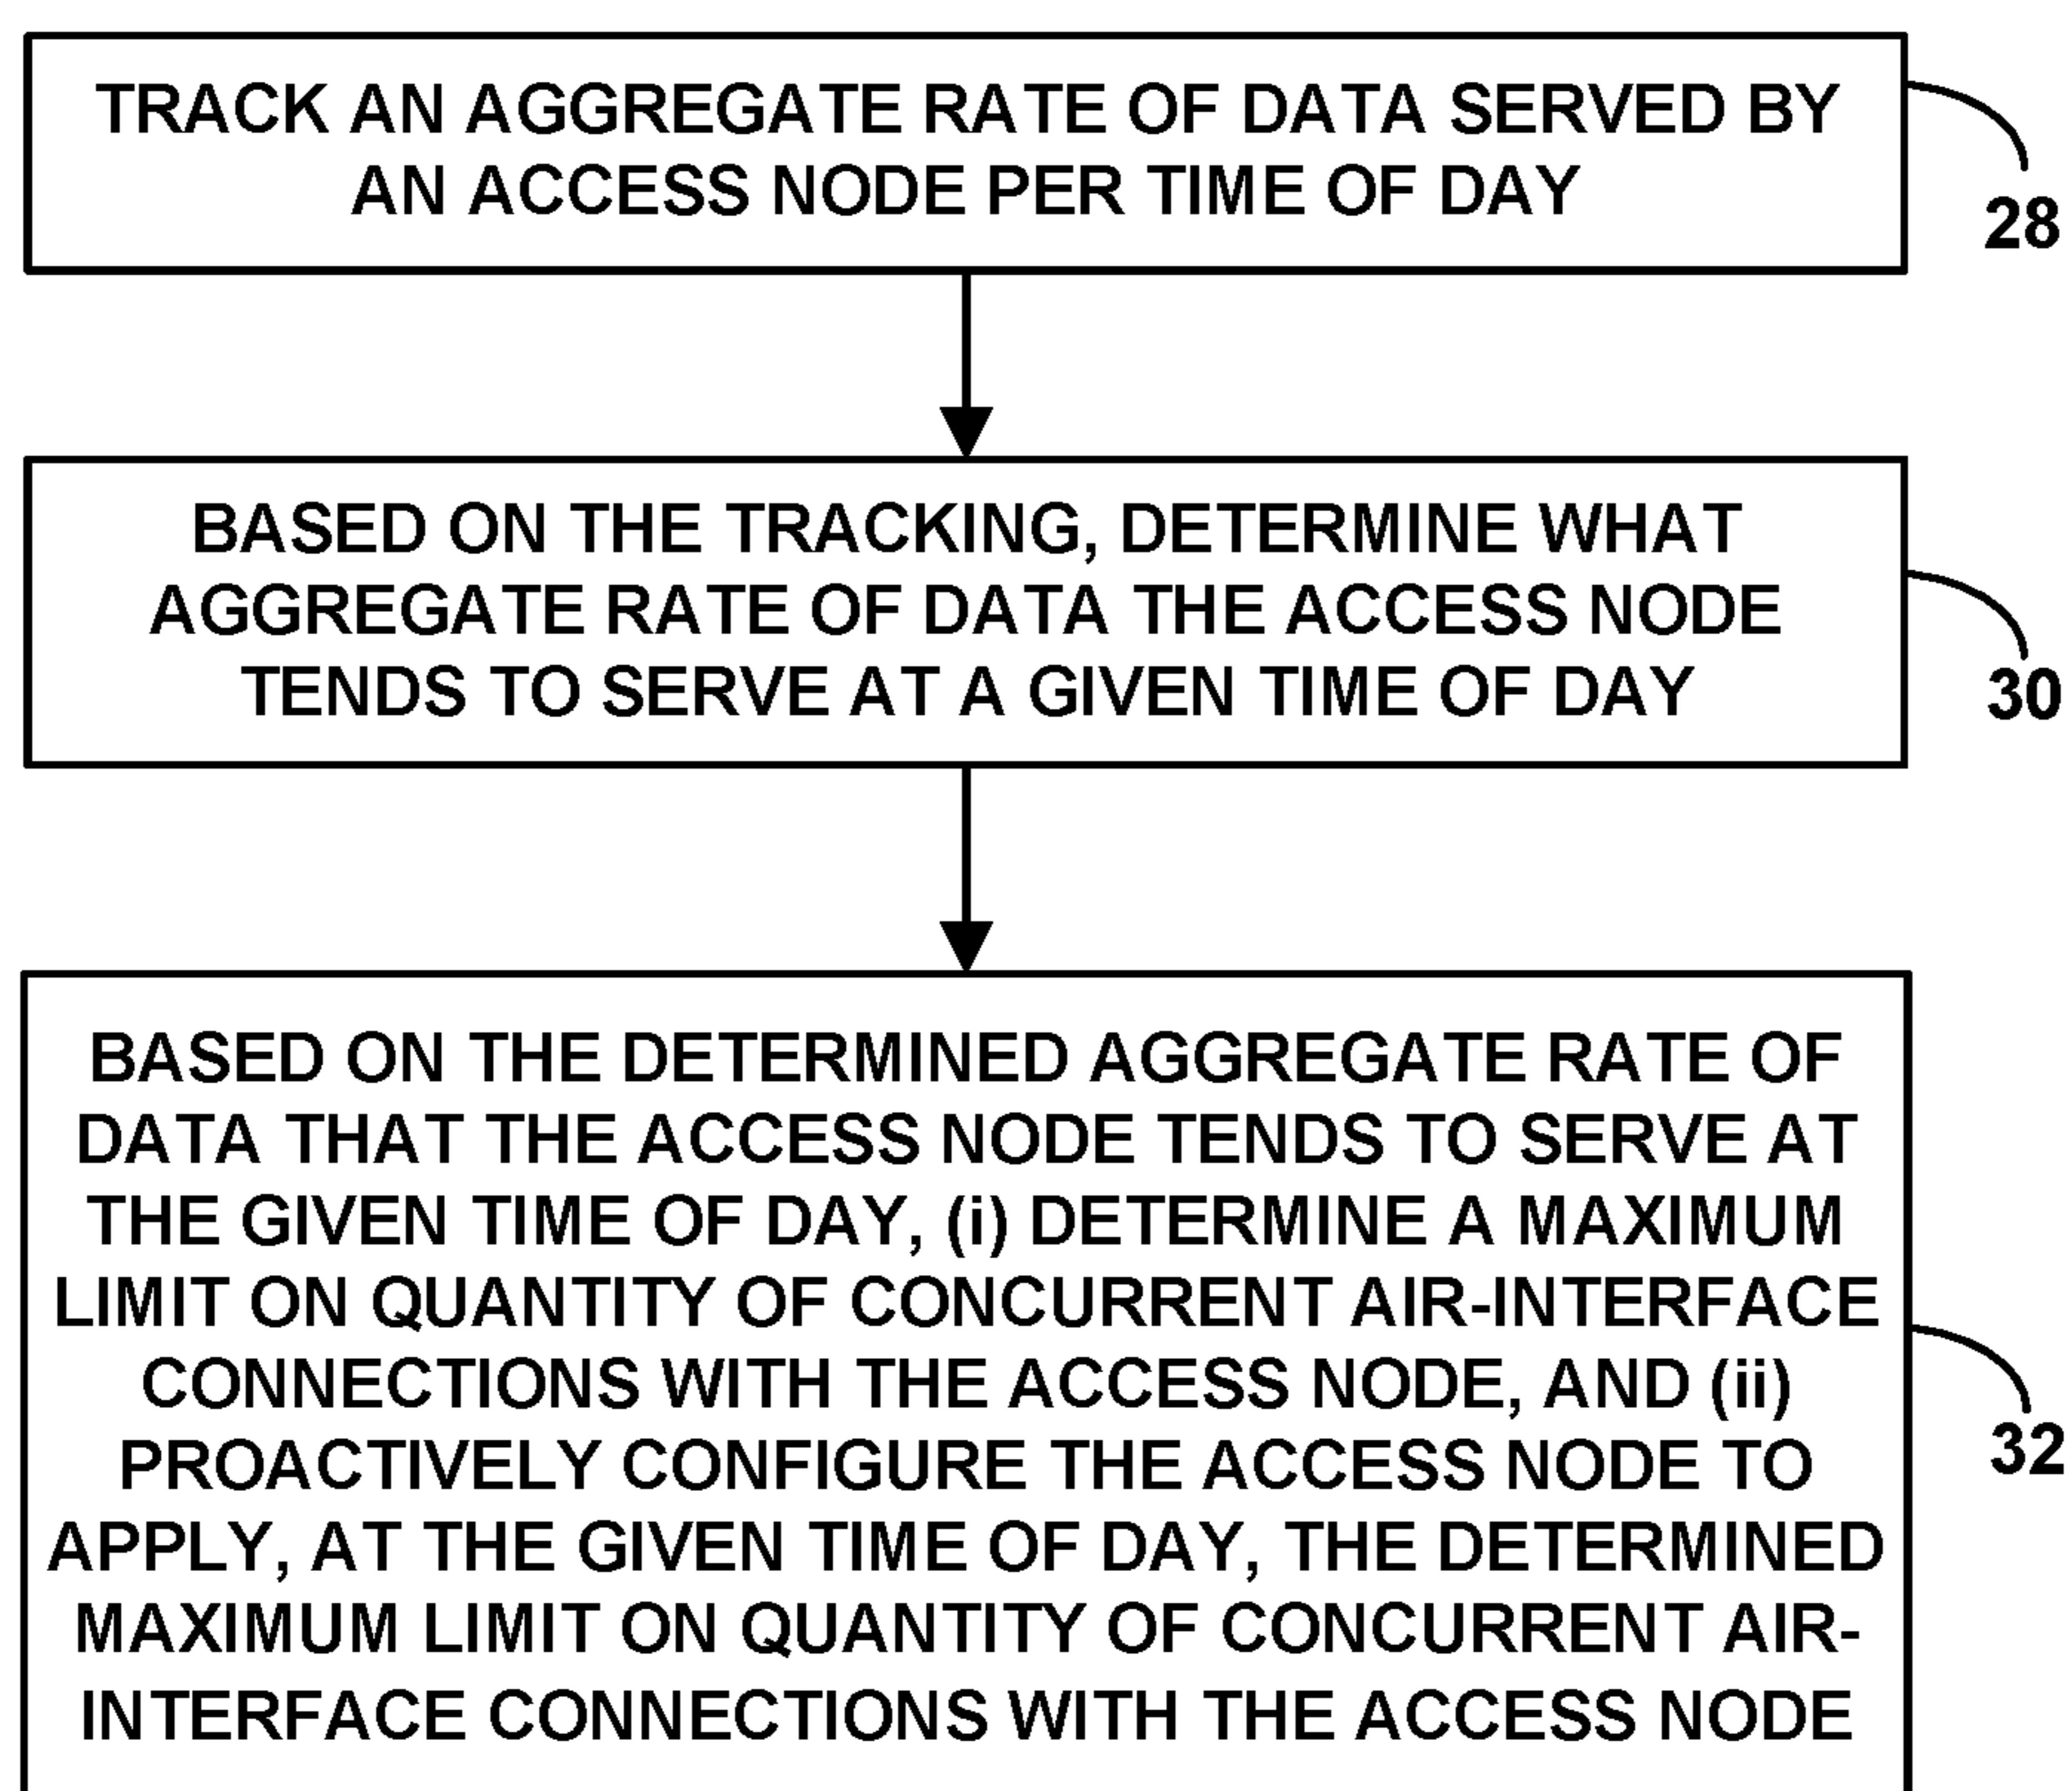 TRACK AN AGGREGATE RATE OF DATA SERVED BY
AN ACCESS NODE PER TIME OF DAY
28
BASED ON THE TRACKING, DETERMINE WHAT
AGGREGATE RATE OF DATA THE ACCESS NODE
TENDS TO SERVE AT A GIVEN TIME OF DAY
30
BASED ON THE DETERMINED AGGREGATE RATE OF
DATA THAT THE ACCESS NODE TENDS TO SERVE AT
THE GIVEN TIME OF DAY, (i) DETERMINE A MAXIMUM
LIMIT ON QUANTITY OF CONCURRENT AIR-INTERFACE
CONNECTIONS WITH THE ACCESS NODE, AND (ii)
PROACTIVELY CONFIGURE THE ACCESS NODE TO
APPLY, AT THE GIVEN TIME OF DAY, THE DETERMINED
MAXIMUM LIMIT ON QUANTITY OF CONCURRENT AIR-
INTERFACE CONNECTIONS WITH THE ACCESS NODE
32